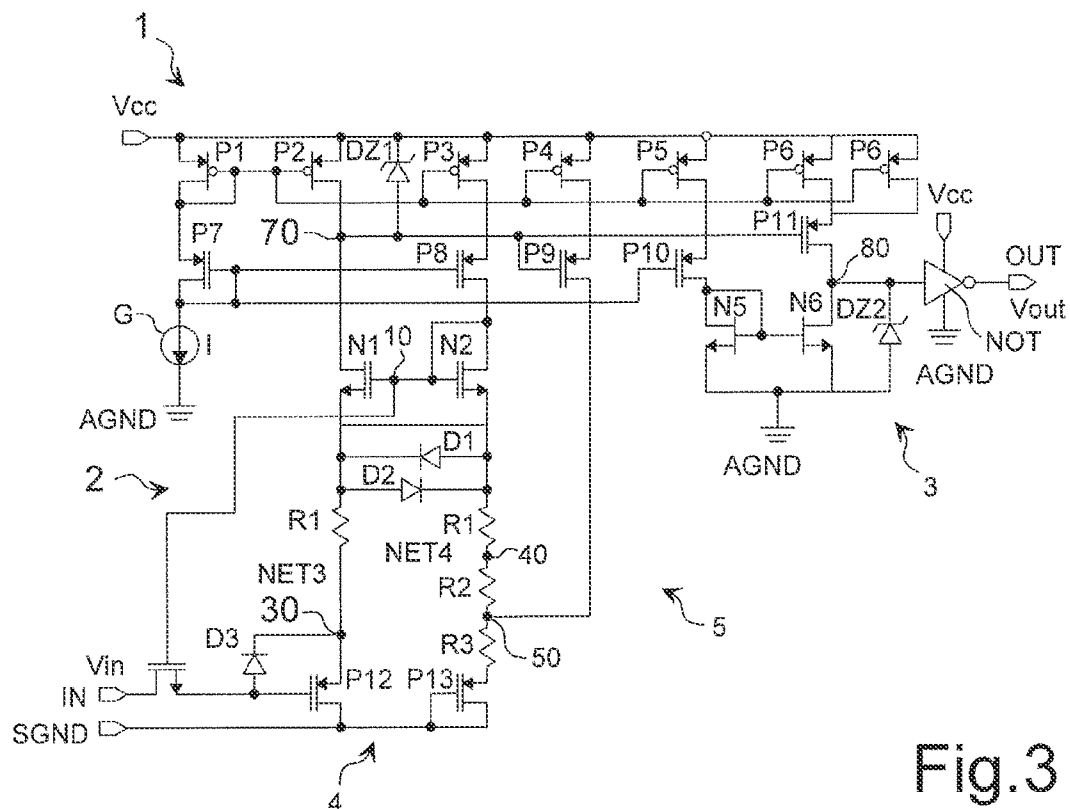 1
Vcc
P1
P2
DZ1
P3
P4
P5
P6
P6
Vcc
P7
70
P8
P9
P10
P11
80
OUT
G
I
N5
N6
DZ2
Vout
NOT
N1
10
N2
AGND
AGND
AGND
2
D1
D2
3
R1
R1
NET4
40
NET3
R2
30
50
5
D3
R3
Vin
P12
P13
IN
SGND
4
Fig.3